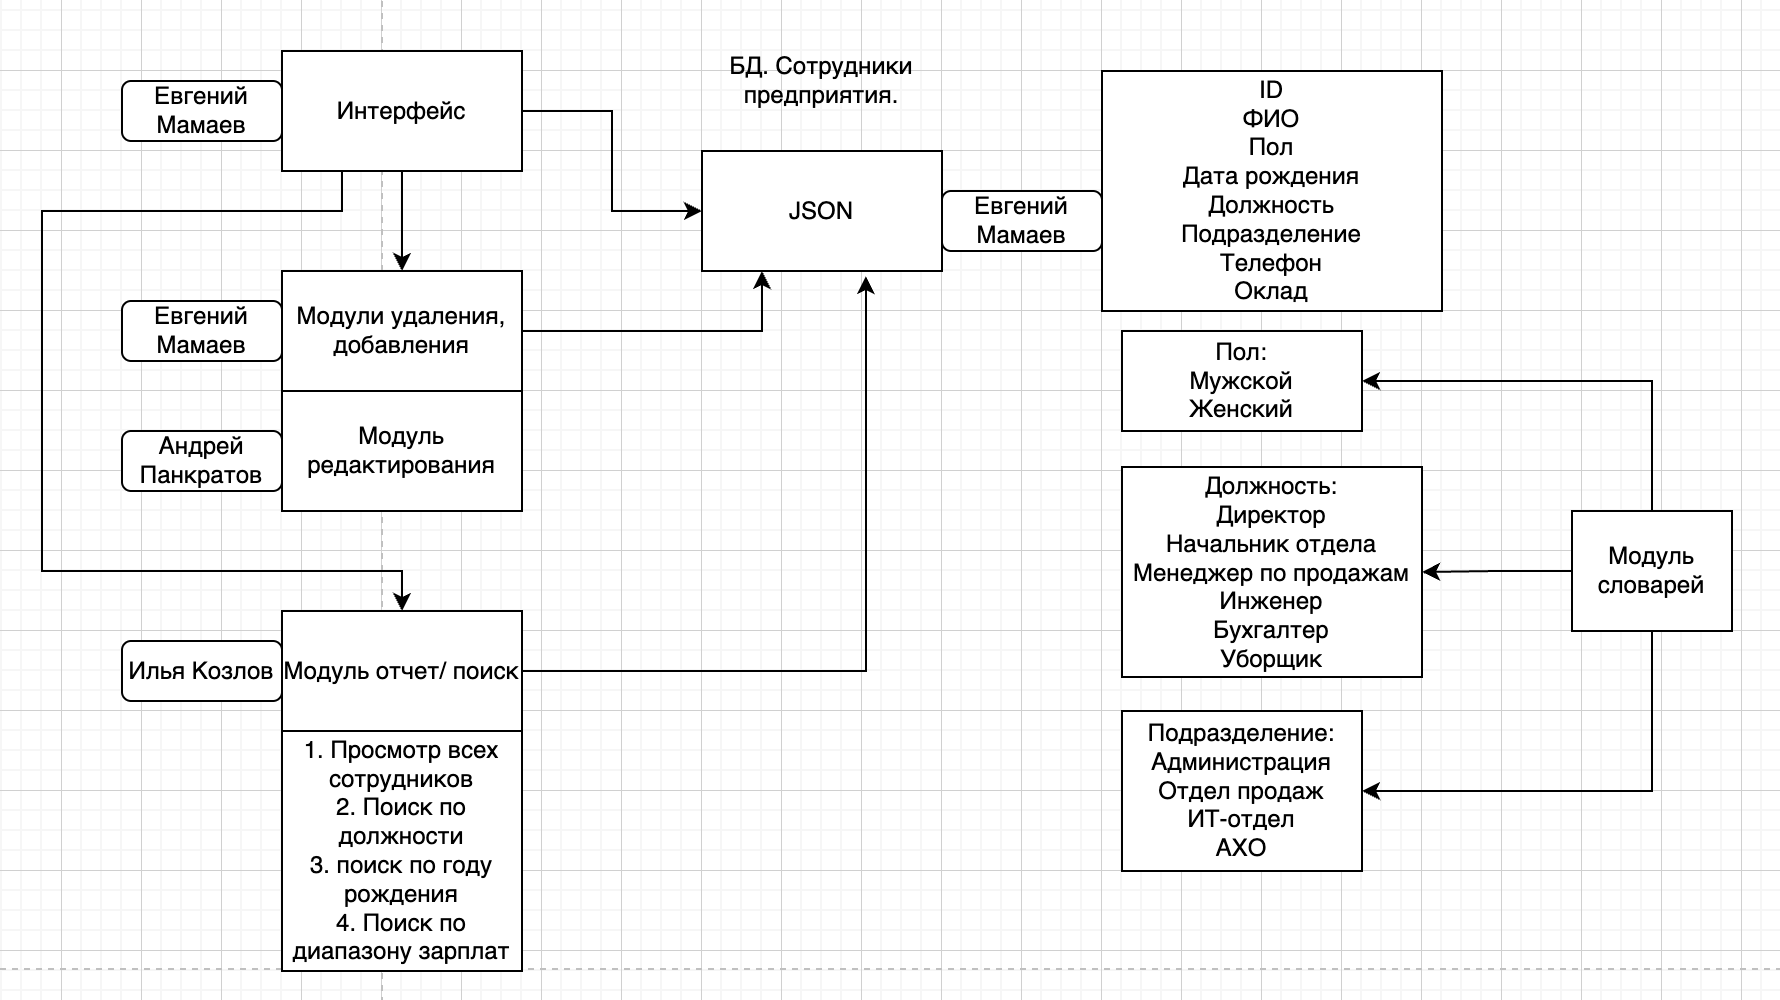 Евгений
Мамаев
Интерфейс
БД. Сотрудники
предприятия.
JSON
Евгений
Мамаев
ID
ФИО
Пол
Дата рождения
Должность
Подразделение
Телефон
Оклад
Евгений
Мамаев
Модули удаления,
добавления
Андрей
Панкратов
Модуль
редактирования
Пол:
Мужской
Женский
Должность:
Директор
Начальник отдела
Менеджер по продажам
Инженер
Бухгалтер
Уборщик
Модуль
словарей
Илья Козлов
Модуль отчет/ поиск
1. Просмотр всех
сотрудников
2. Поиск по
должности
3. поиск по году
рождения
4. Поиск по
диапазону зарплат
Подразделение:
Администрация
Отдел продаж
ИТ-отдел
АХО